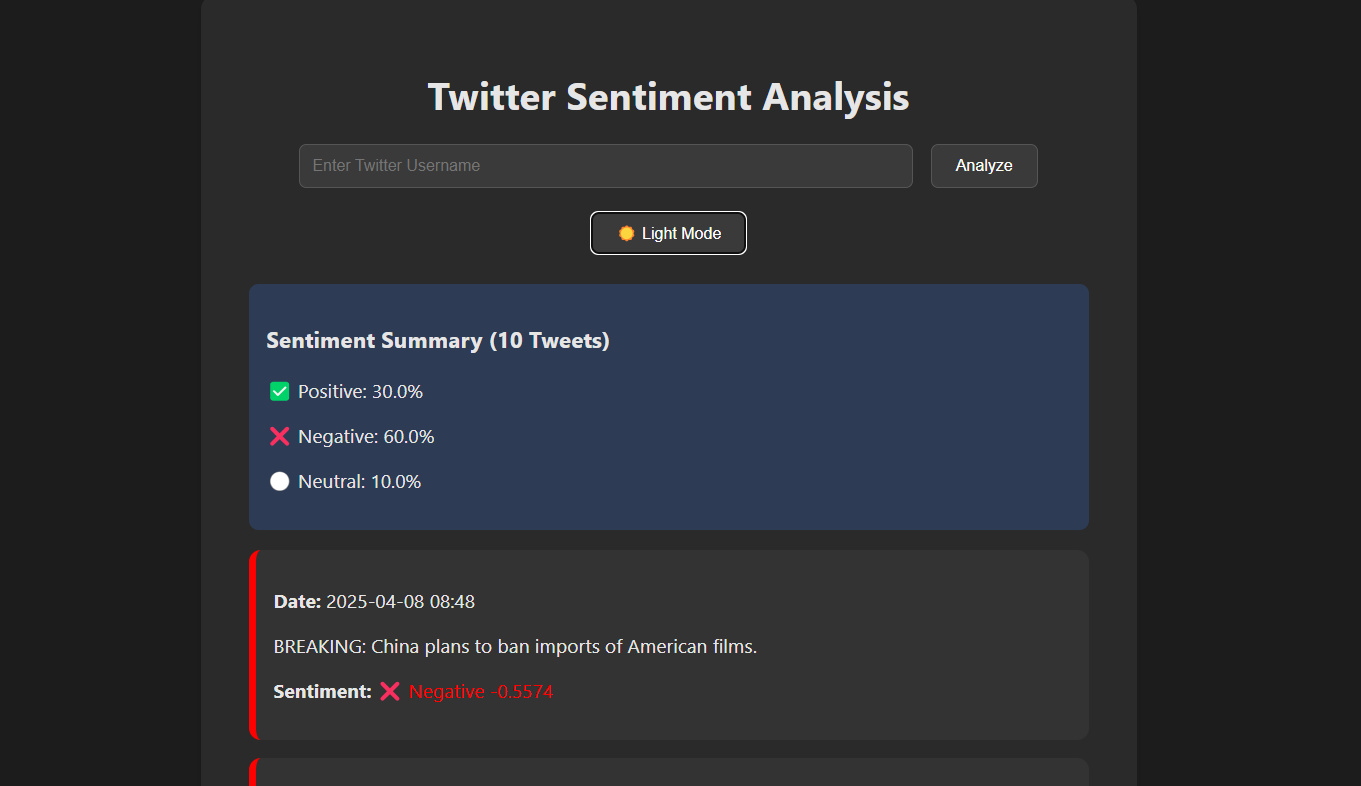 Twitter Sentiment Analysis
Enter Twitter Username
Analyze
Light Mode
Sentiment Summary (10 Tweets)
Positive: 30.0%
Negative: 60.0%
Neutral: 10.0%
Date: 2025-04-08 08:48
BREAKING: China plans to ban imports of American films.
Sentiment: ❌ Negative -0.5574